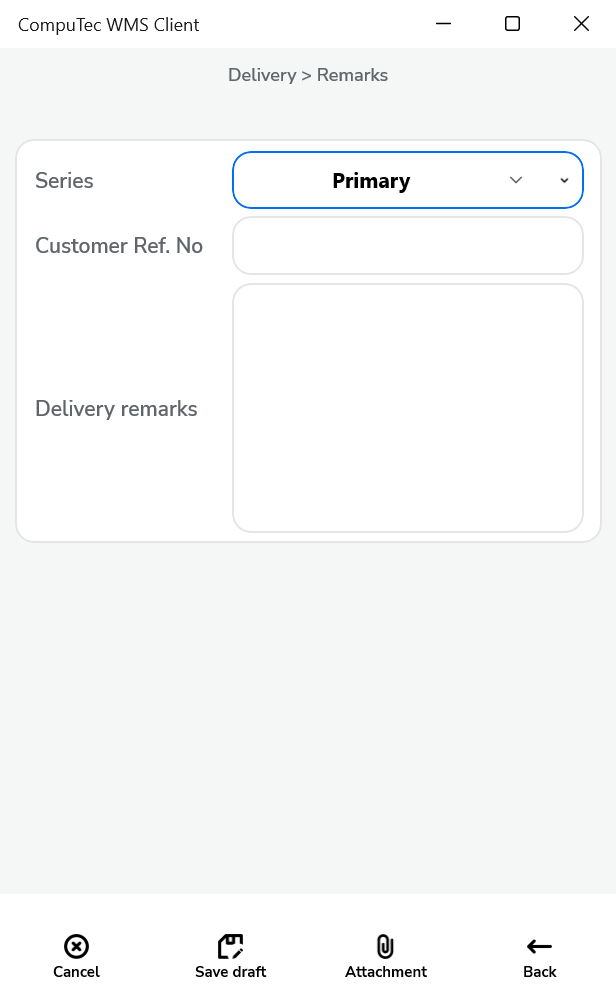 CompuTec WMS Client
Delivery > Remarks
Series
Primary
Customer Ref. No
Delivery remarks
Cancel
Save draft
Attachment
Back